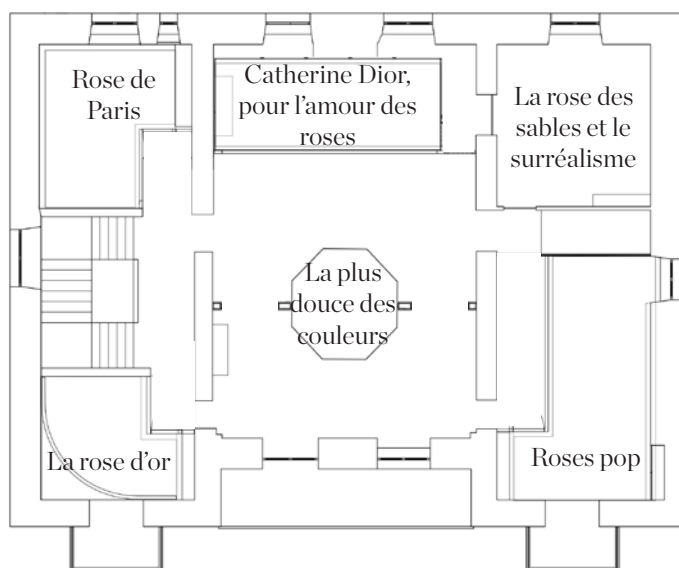 Rose de
Paris
Catherine Dior,
pour l’amour des
roses
La rose des
sables et le
surréalisme
La plus
douce des
couleurs
La rose d’or
Roses pop